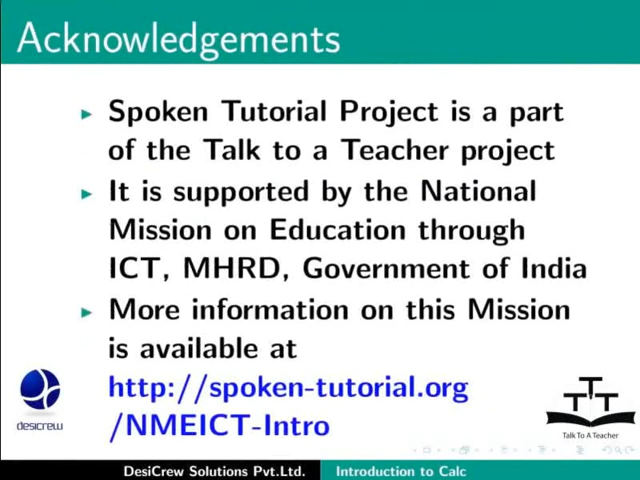 Acknowledgements
Spoken Tutorial Project is a part
of the Talk to a Teacher project
It is supported by the National
Mission on Education through
ICT, MHRD, Government of India
More information on this Mission
is available at
http://spoken-tutorial.org
/NMEICT-Intro
desicrew
TTT
Talk To A Teacher
DesiCrew Solutions Pvt.Ltd.
Introduction to Calc